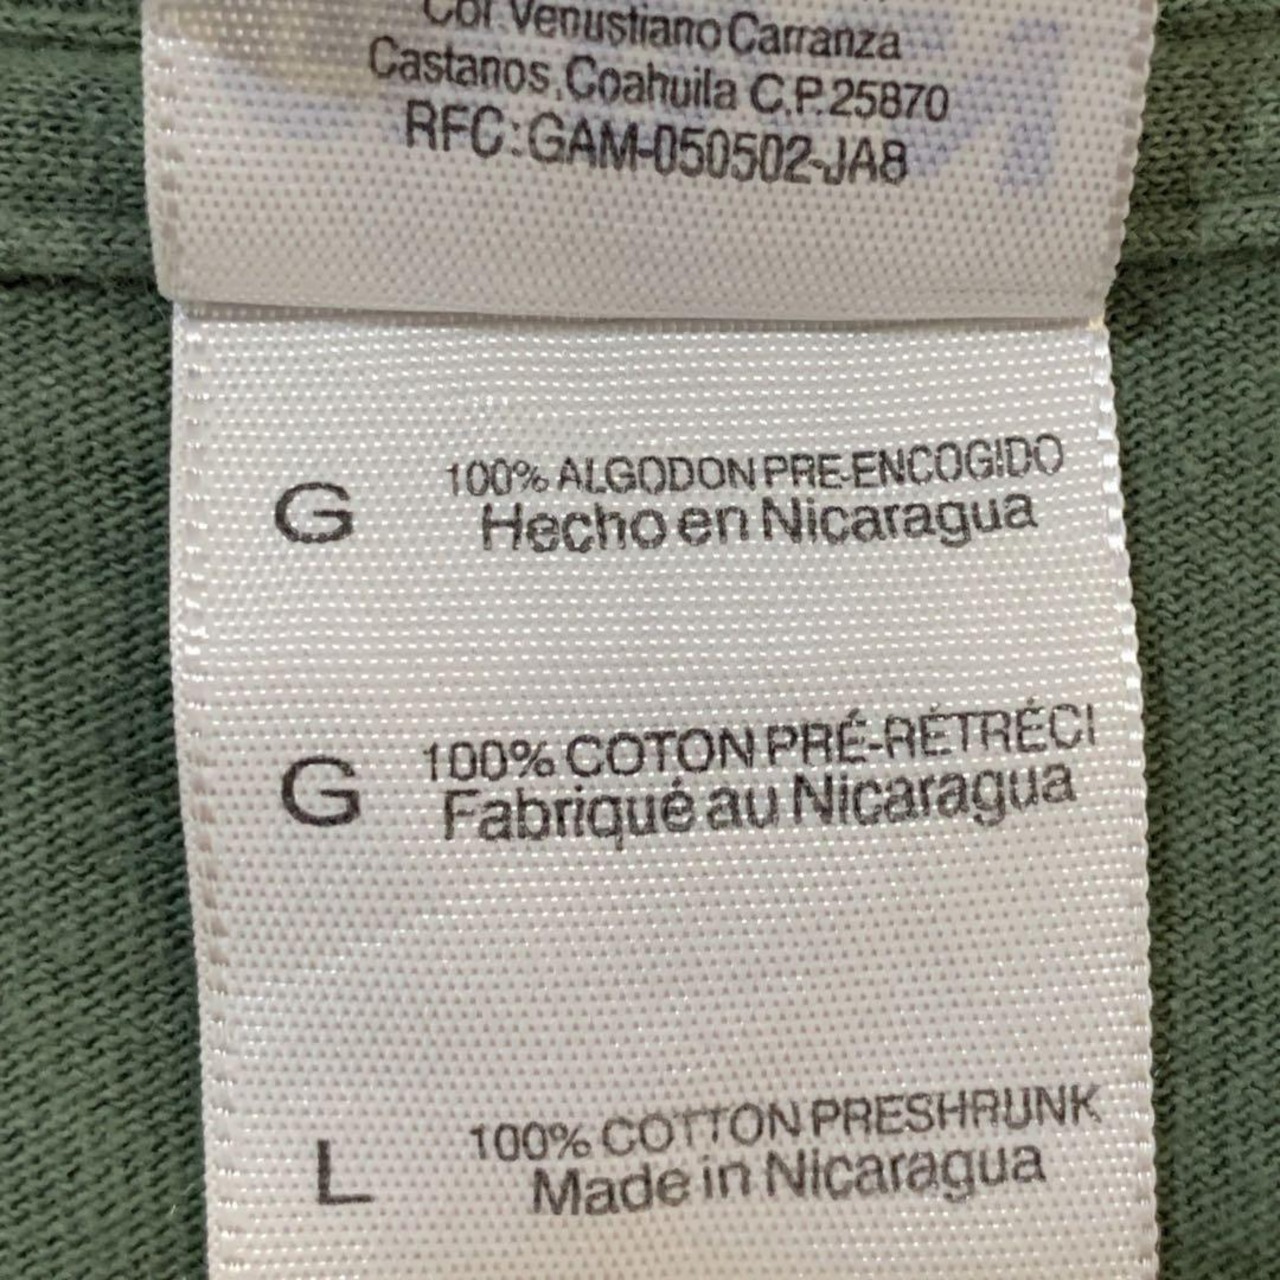 Col. Venustiano Carranza
Castanos, Coahuila C.P. 25870
RFC: GAM-050502-JA8
G 100% ALGODON PRE-ENCOGIDO
Hecho en Nicaragua
G 100% COTON PRÉ-RÉTRÉCI
Fabriqué au Nicaragua
L 100% COTTON PRESHRUNK
Made in Nicaragua